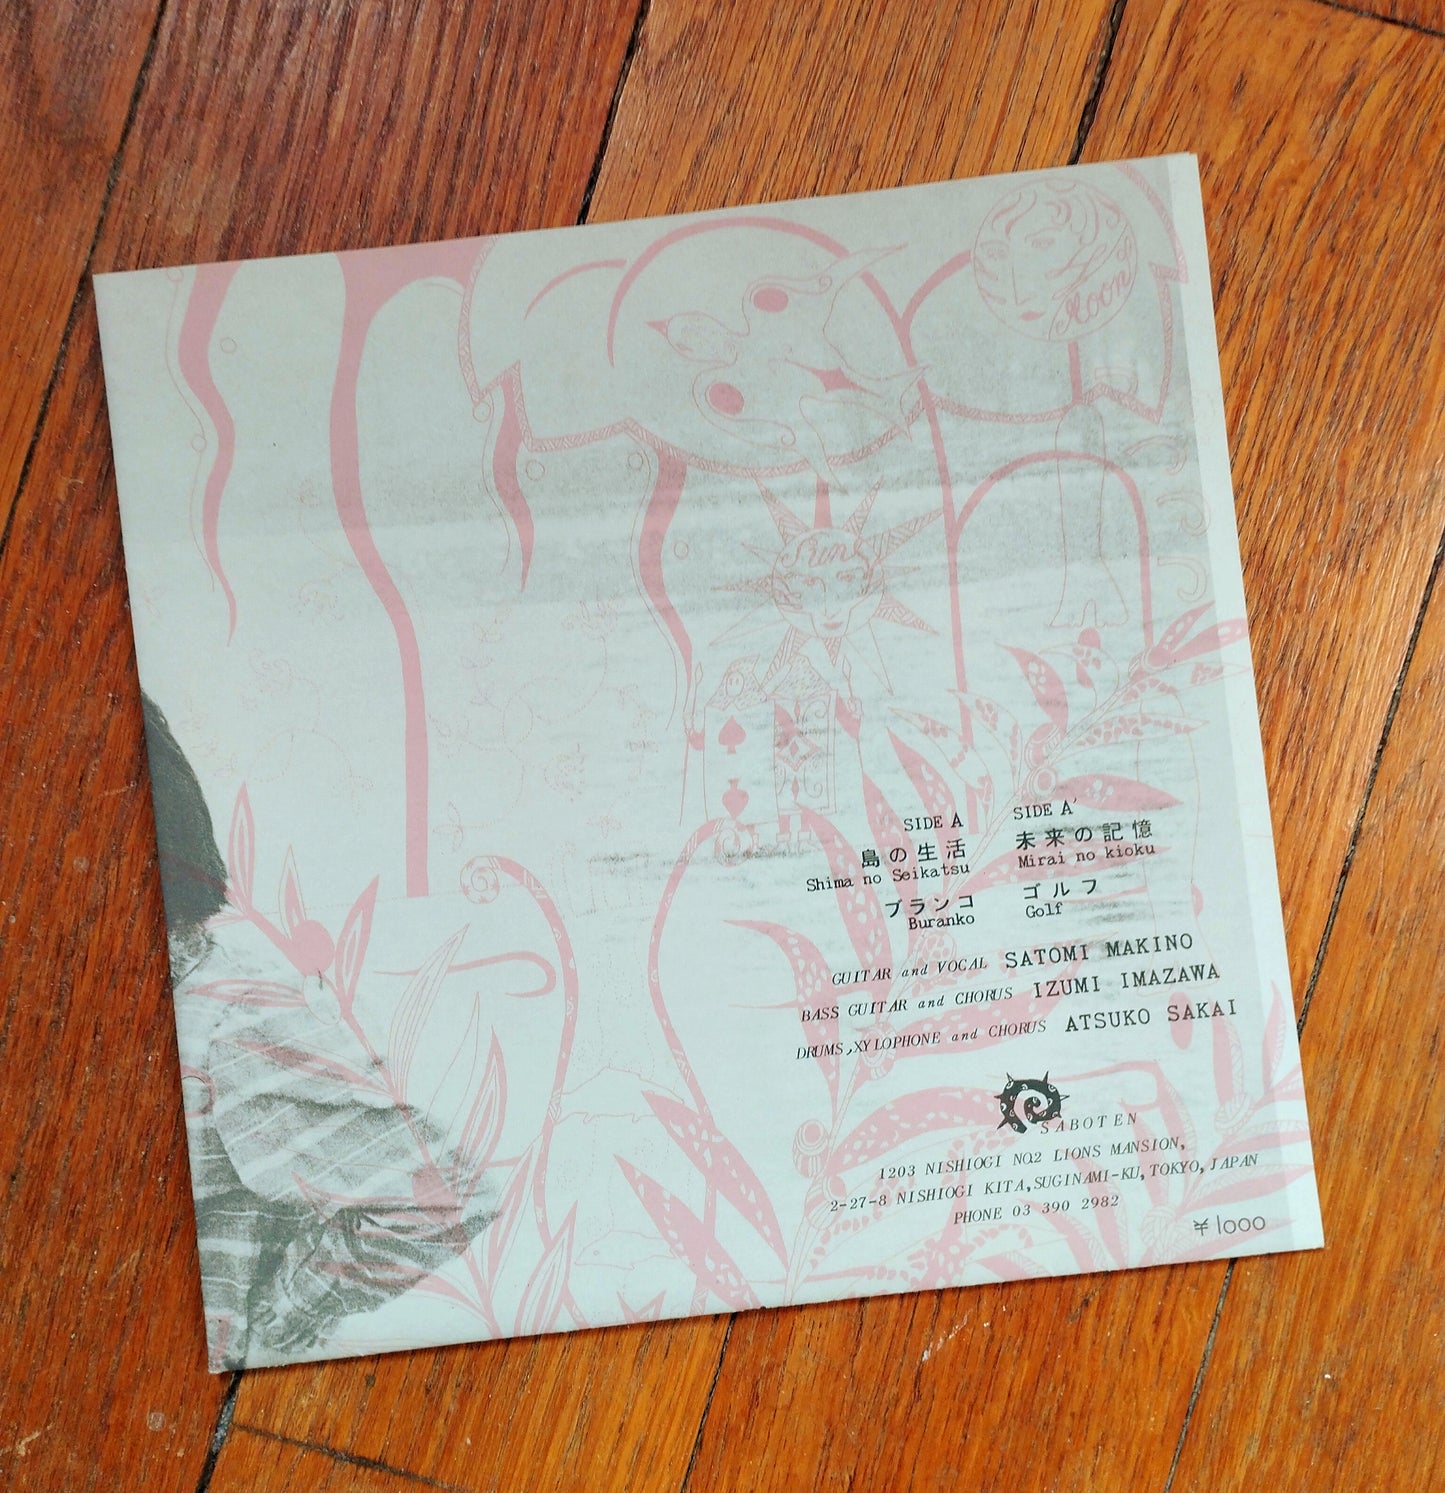 Moon
Sun
SIDE A
島の生活
Shima no Seikatsu
ブランコ
Buranko
SIDE A'
未来の記憶
Mirai no kioku
ゴルフ
Golf
GUITAR and VOCAL SATOMI MAKINO
BASS GUITAR and CHORUS IZUMI IMAZAWA
DRUMS,XYLOPHONE and CHORUS ATSUKO SAKAI
SABOTEN
1203 NISHIOGI NO.2 LIONS MANSION,
2-27-8 NISHIOGI KITA,SUGINAMI-KU,TOKYO,JAPAN
PHONE 03 390 2982
¥1000